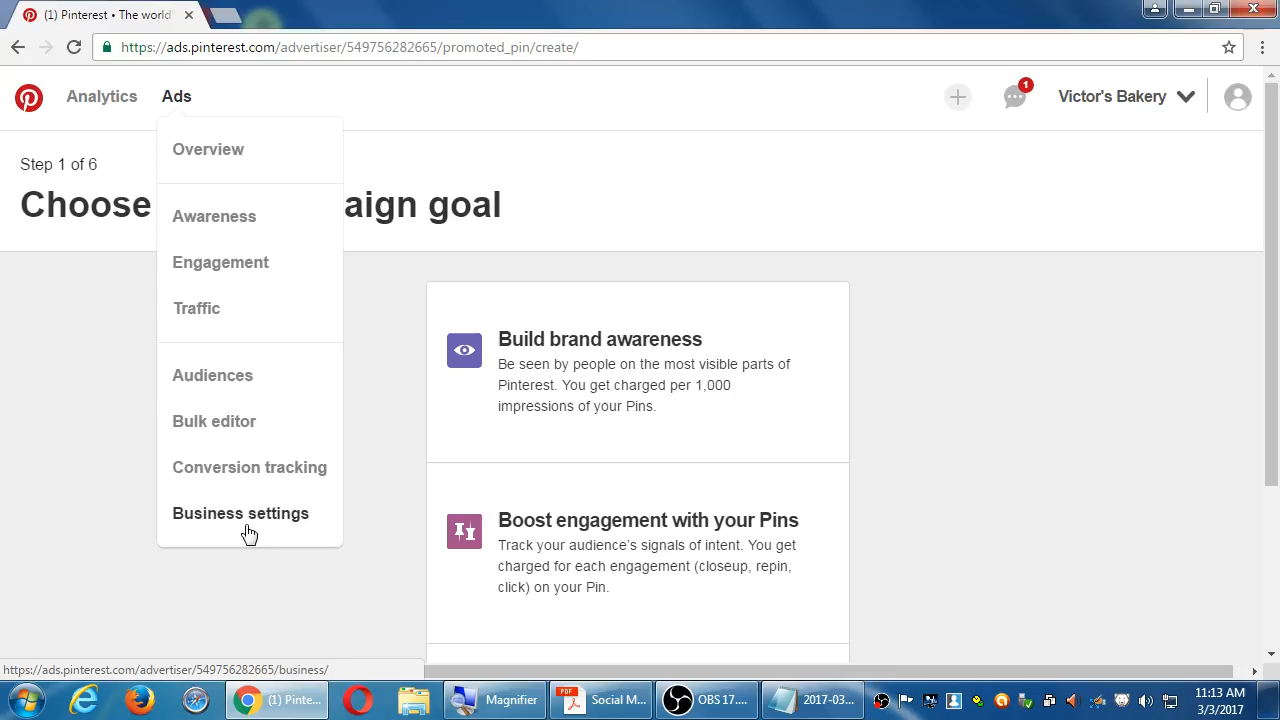 (1) Pinterest • The world'
https://ads.pinterest.com/advertiser/549756282665/promoted_pin/create/
Analytics
Ads
1
Victor's Bakery
Step 1 of 6
Choose
aign goal
Overview
Awareness
Engagement
Traffic
Audiences
Bulk editor
Conversion tracking
Business settings
Build brand awareness
Be seen by people on the most visible parts of
Pinterest. You get charged per 1,000
impressions of your Pins.
Boost engagement with your Pins
Track your audience's signals of intent. You get
charged for each engagement (closeup, repin,
click) on your Pin.
https://ads.pinterest.com/advertiser/549756282665/business/
(1) Pinte...
Magnifier
PDF
Social M...
OBS 17....
2017-03...
11:13 AM
3/3/2017